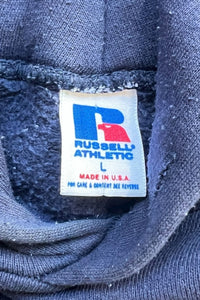 R
RUSSELL
ATHLETIC
L
MADE IN U.S.A.
FOR CARE & CONTENT SEE REVERSE